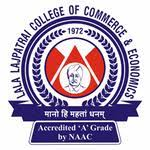 LALA LAJPATRAI COLLEGE OF COMMERCE & ECONOMICS
1972
मानो हि महतां धनम्
Accredited 'A' Grade
by NAAC